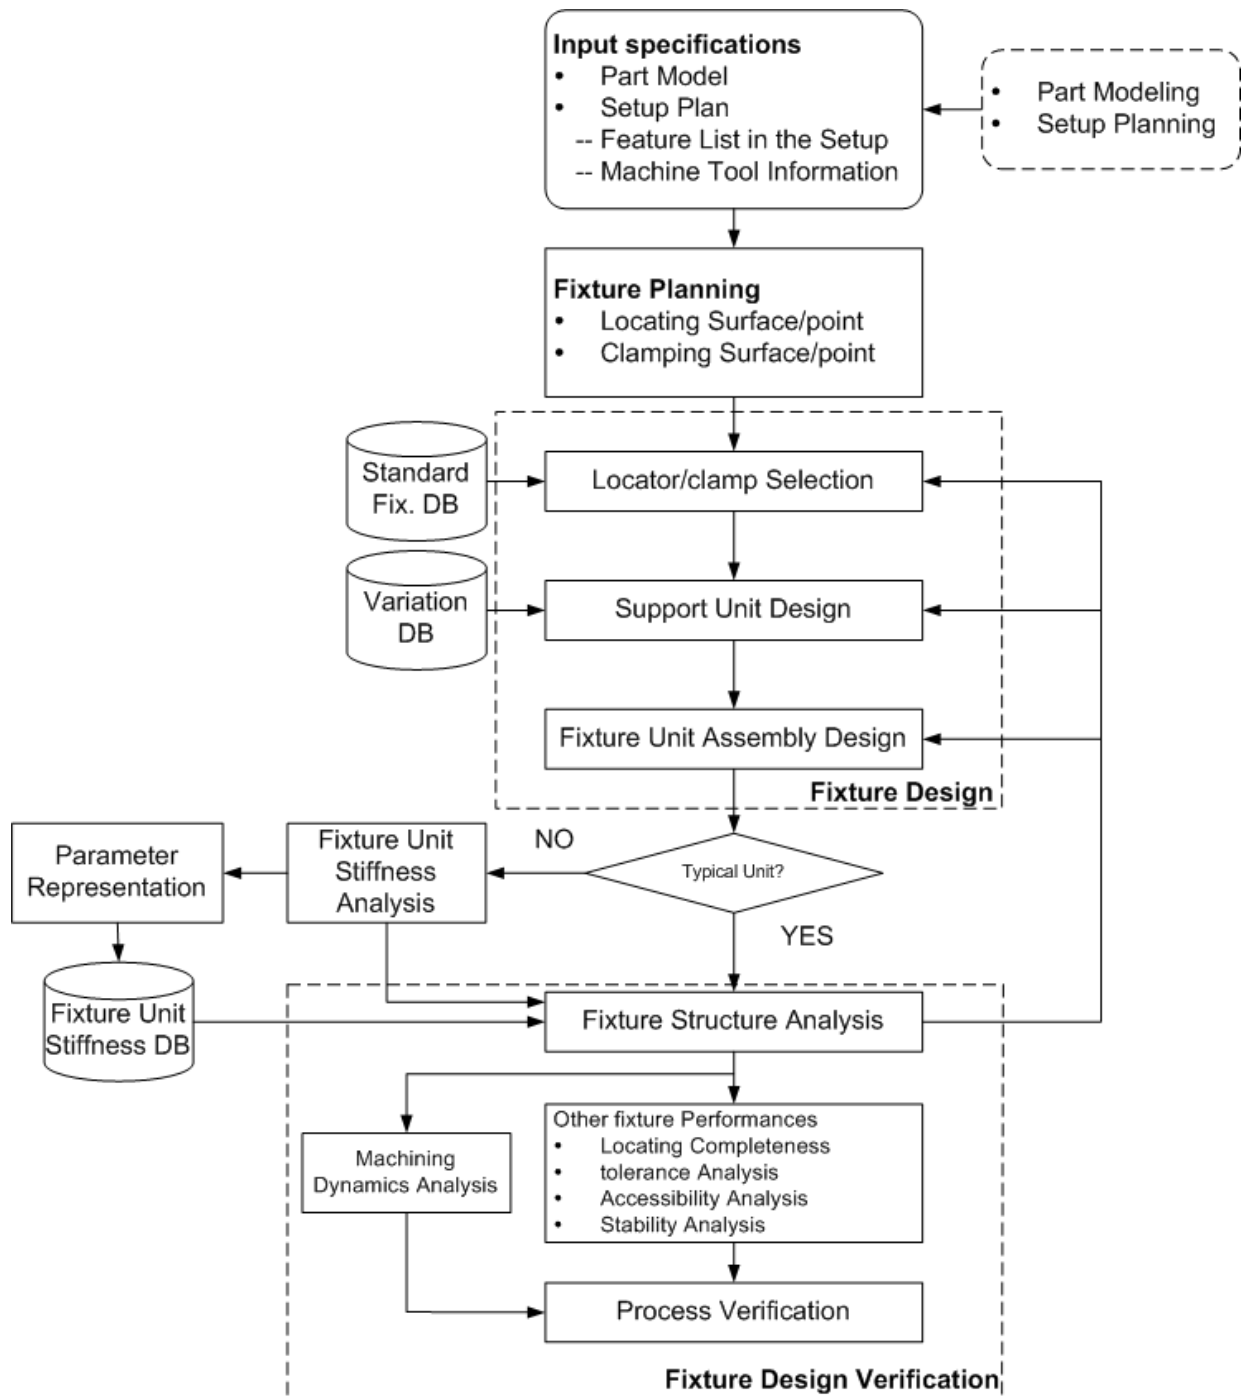 Input specifications
• Part Model
• Setup Plan
-- Feature List in the Setup
-- Machine Tool Information
• Part Modeling
• Setup Planning
Fixture Planning
• Locating Surface/point
• Clamping Surface/point
Standard
Fix. DB
Locator/clamp Selection
Variation
DB
Support Unit Design
Fixture Unit Assembly Design
Fixture Design
Parameter
Representation
Fixture Unit
Stiffness
Analysis
NO
Typical Unit?
YES
Fixture Unit
Stiffness DB
Fixture Structure Analysis
Machining
Dynamics Analysis
Other fixture Performances
• Locating Completeness
• tolerance Analysis
• Accessibility Analysis
• Stability Analysis
Process Verification
Fixture Design Verification